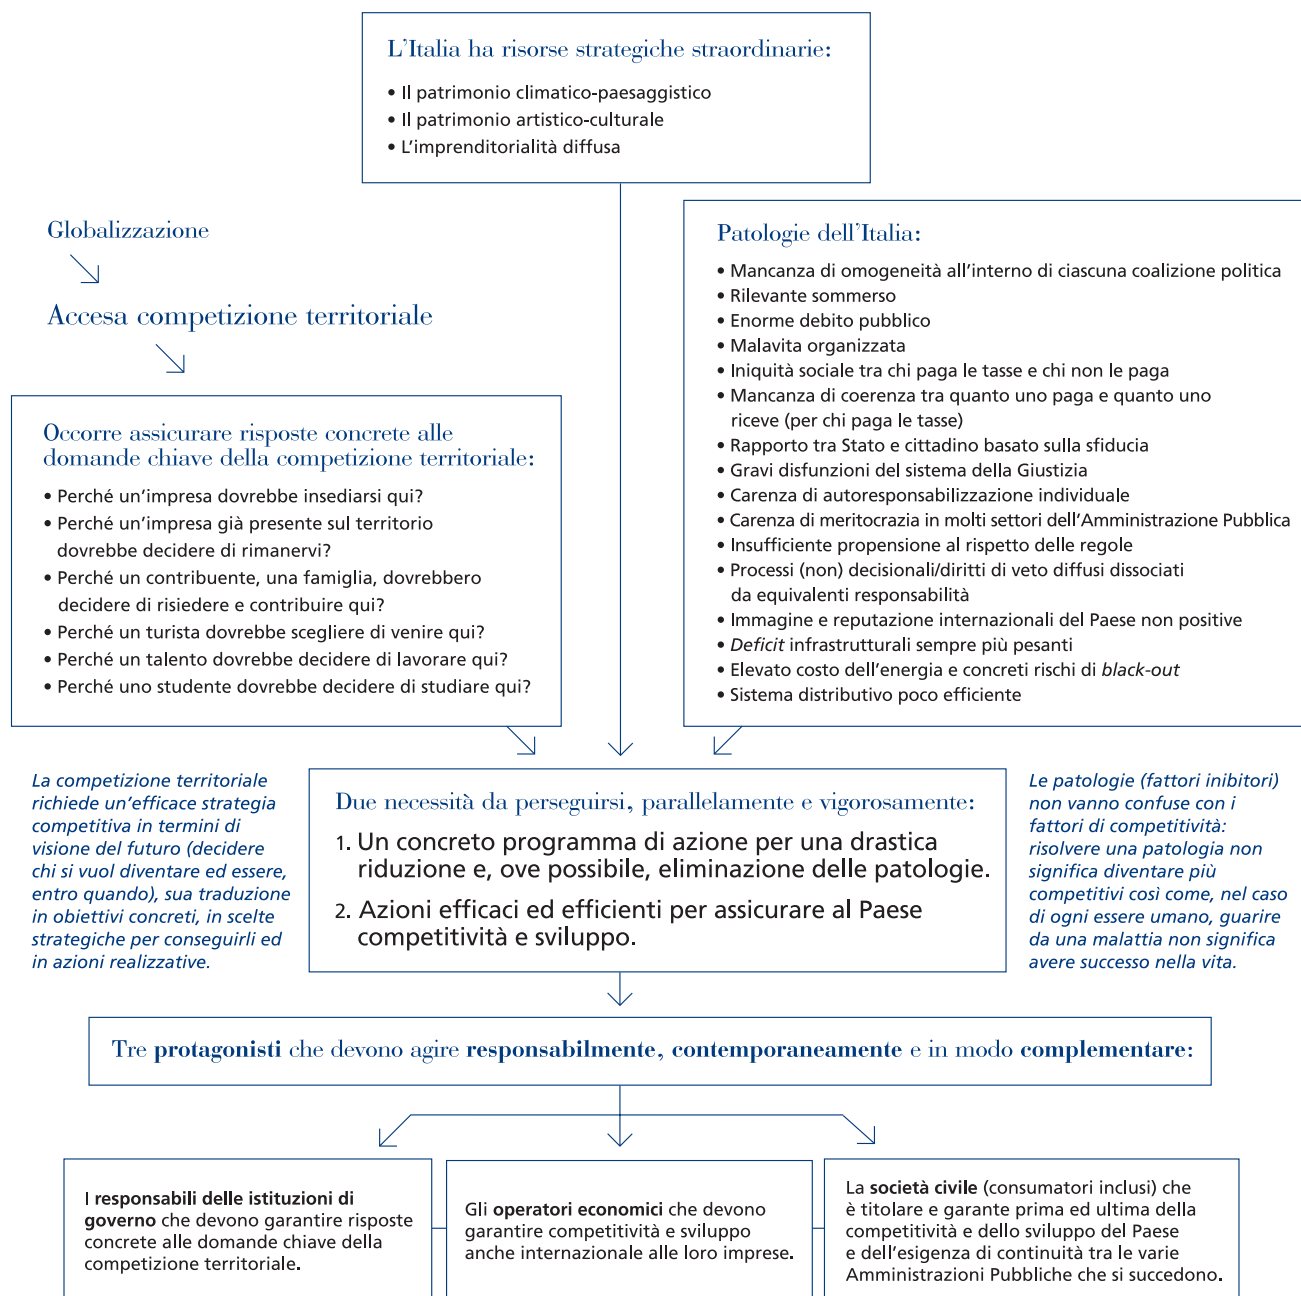 L'Italia ha risorse strategiche straordinarie:
• Il patrimonio climatico-paesaggistico
• Il patrimonio artistico-culturale
• L'imprenditorialità diffusa
Globalizzazione
Accesa competizione territoriale
Occorre assicurare risposte concrete alle
domande chiave della competizione territoriale:
• Perché un'impresa dovrebbe insediarsi qui?
• Perché un'impresa già presente sul territorio
dovrebbe decidere di rimanervi?
• Perché un contribuente, una famiglia, dovrebbero
decidere di risiedere e contribuire qui?
• Perché un turista dovrebbe scegliere di venire qui?
• Perché un talento dovrebbe decidere di lavorare qui?
• Perché uno studente dovrebbe decidere di studiare qui?
Patologie dell'Italia:
• Mancanza di omogeneità all'interno di ciascuna coalizione politica
• Rilevante sommerso
• Enorme debito pubblico
• Malavita organizzata
• Iniquità sociale tra chi paga le tasse e chi non le paga
• Mancanza di coerenza tra quanto uno paga e quanto uno
riceve (per chi paga le tasse)
• Rapporto tra Stato e cittadino basato sulla sfiducia
• Gravi disfunzioni del sistema della Giustizia
• Carenza di autoresponsabilizzazione individuale
• Carenza di meritocrazia in molti settori dell'Amministrazione Pubblica
• Insufficiente propensione al rispetto delle regole
• Processi (non) decisionali/diritti di veto diffusi dissociati
da equivalenti responsabilità
• Immagine e reputazione internazionali del Paese non positive
• Deficit infrastrutturali sempre più pesanti
• Elevato costo dell'energia e concreti rischi di black-out
• Sistema distributivo poco efficiente
La competizione territoriale
richiede un'efficace strategia
competitiva in termini di
visione del futuro (decidere
chi si vuol diventare ed essere,
entro quando), sua traduzione
in obiettivi concreti, in scelte
strategiche per conseguirli ed
in azioni realizzative.
Due necessità da perseguirsi, parallelamente e vigorosamente:
1. Un concreto programma di azione per una drastica
riduzione e, ove possibile, eliminazione delle patologie.
2. Azioni efficaci ed efficienti per assicurare al Paese
competitività e sviluppo.
Le patologie (fattori inibitori)
non vanno confuse con i
fattori di competitività:
risolvere una patologia non
significa diventare più
competitivi così come, nel caso
di ogni essere umano, guarire
da una malattia non significa
avere successo nella vita.
Tre protagonisti che devono agire responsabilmente, contemporaneamente e in modo complementare:
I responsabili delle istituzioni di
governo che devono garantire risposte
concrete alle domande chiave della
competizione territoriale.
Gli operatori economici che devono
garantire competitività e sviluppo
anche internazionale alle loro imprese.
La società civile (consumatori inclusi) che
è titolare e garante prima ed ultima della
competitività e dello sviluppo del Paese
e dell'esigenza di continuità tra le varie
Amministrazioni Pubbliche che si succedono.